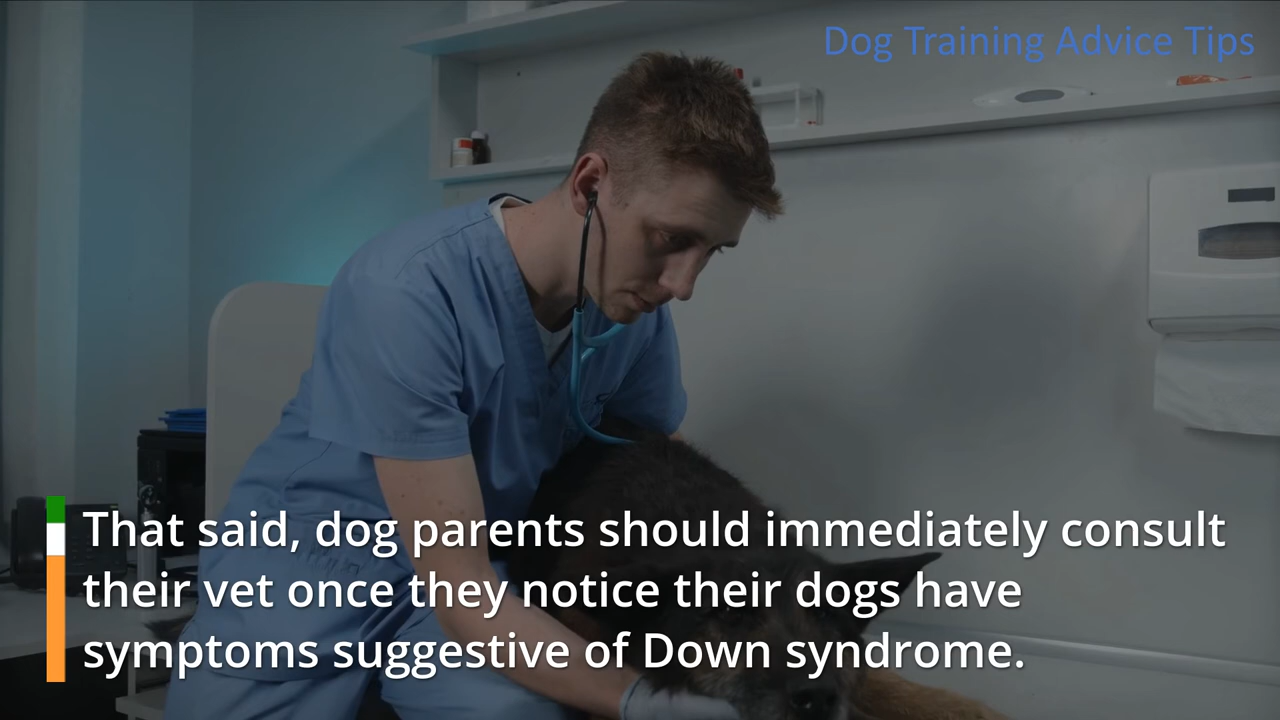 Dog Training Advice Tips
That said, dog parents should immediately consult
their vet once they notice their dogs have
symptoms suggestive of Down syndrome.